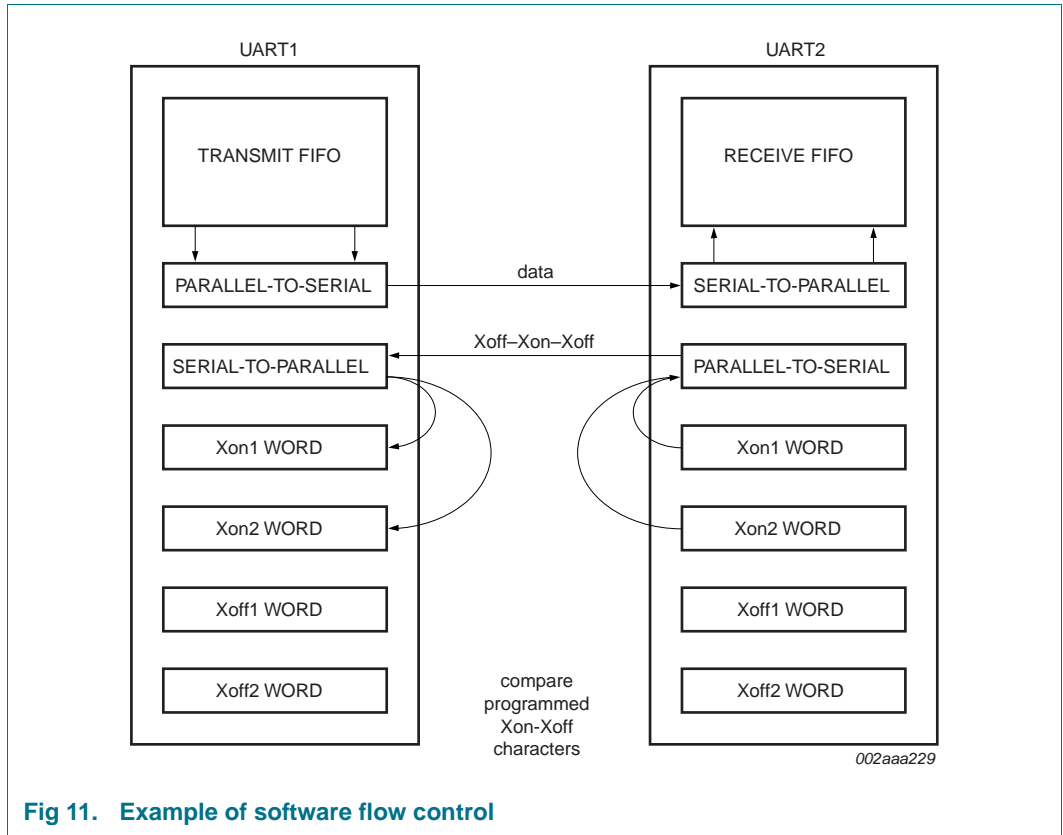 UART1
TRANSMIT FIFO
PARALLEL-TO-SERIAL
SERIAL-TO-PARALLEL
Xon1 WORD
Xon2 WORD
Xoff1 WORD
Xoff2 WORD
data
Xoff–Xon–Xoff
compare
programmed
Xon-Xoff
characters
UART2
RECEIVE FIFO
SERIAL-TO-PARALLEL
PARALLEL-TO-SERIAL
Xon1 WORD
Xon2 WORD
Xoff1 WORD
Xoff2 WORD
002aaa229
Fig 11. Example of software flow control